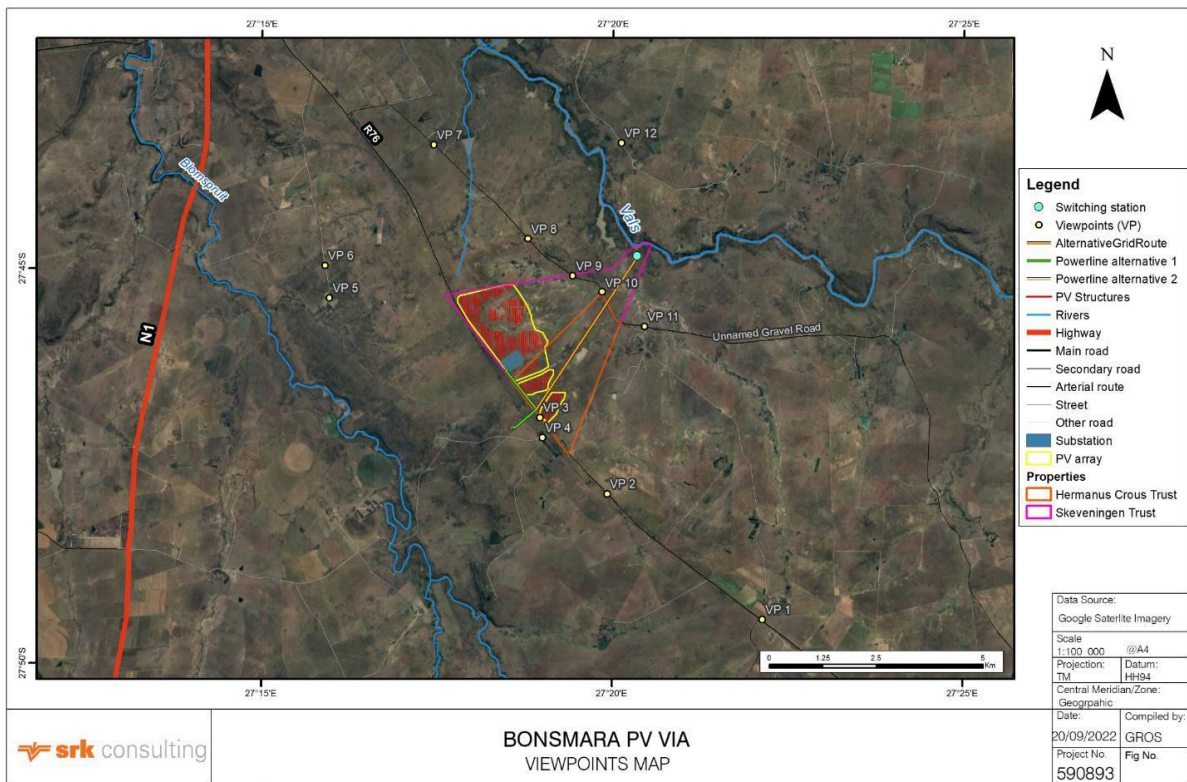 27°15'E
27°20'E
27°25'E
N
R76
VP 7
VP 12
Blomspruit
Vals
VP 8
27°45'S
27°45'S
VP 6
VP 9
VP 10
VP 5
VP 11
Unnamed Gravel Road
N1
VP 3
VP 4
VP 2
VP 1
0 1.25 2.5 5
Km
27°50'S
27°50'S
27°15'E
27°20'E
27°25'E
Legend
Switching station
Viewpoints (VP)
AlternativeGridRoute
Powerline alternative 1
Powerline alternative 2
PV Structures
Rivers
Highway
Main road
Secondary road
Arterial route
Street
Other road
Substation
PV array
Properties
Hermanus Crous Trust
Skeveningen Trust
Data Source:
Google Saterlite Imagery
Scale
1:100 000 @A4
Projection: Datum:
TM HH94
Central Meridian/Zone:
Geogrpahic
Date: Compiled by:
20/09/2022 GROS
Project No. Fig No.
590893
srk consulting
BONSMARA PV VIA
VIEWPOINTS MAP